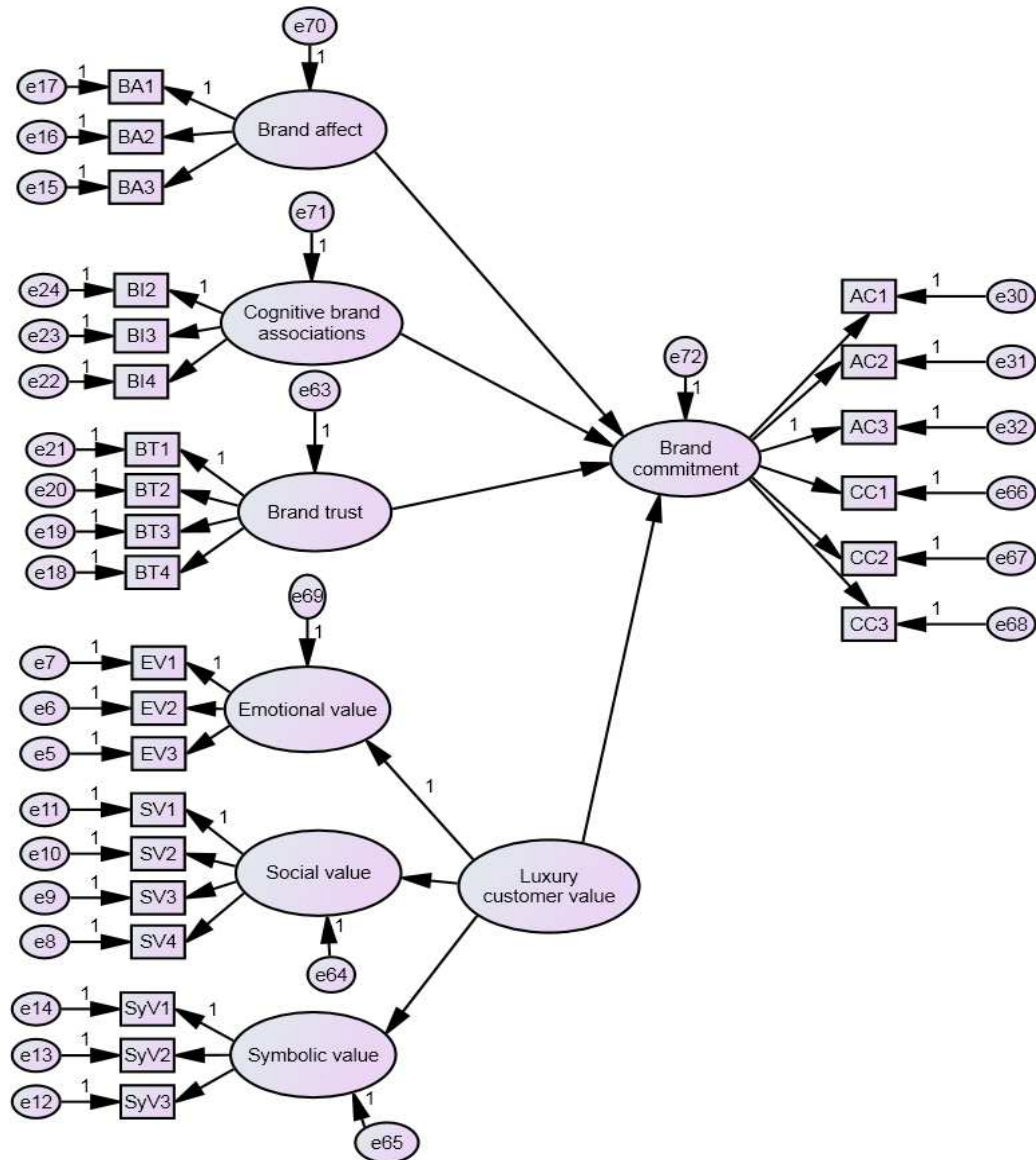 e70
1
e17
1
BA1
1
Brand affect
e16
1
BA2
e15
1
BA3
e71
1
e24
1
BI2
1
Cognitive brand
associations
e23
1
BI3
e22
1
BI4
e63
1
e21
1
BT1
1
Brand trust
e20
1
BT2
e19
1
BT3
e18
1
BT4
e72
1
Brand
commitment
AC1
1
e30
AC2
1
e31
1
AC3
1
e32
CC1
1
e66
CC2
1
e67
CC3
1
e68
e69
1
e7
1
EV1
1
Emotional value
e6
1
EV2
e5
1
EV3
1
e11
1
SV1
1
Social value
e10
1
SV2
e9
1
SV3
e8
1
SV4
1
e64
Luxury
customer value
e14
1
SyV1
1
Symbolic value
e13
1
SyV2
e12
1
SyV3
1
e65